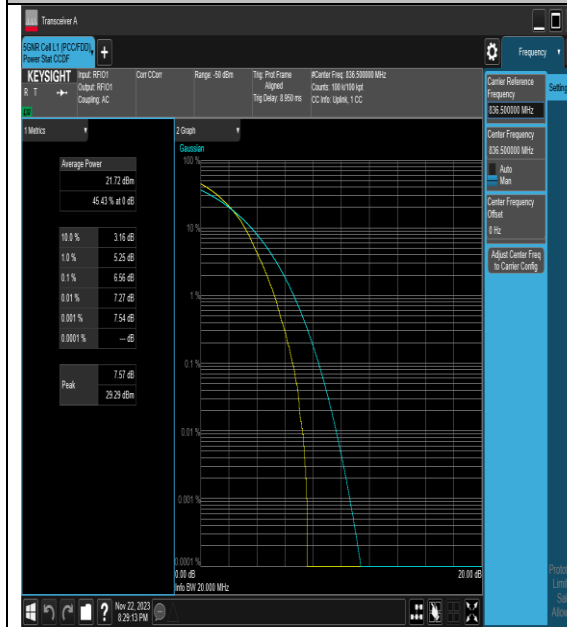 Transceiver A
5GNR Cell L1 (PCC/FDD),
Power Stat CCDF
+
Frequency
KEYSIGHT
R T
Input: RFIO1
Output: RFIO1
Coupling: AC
Corr CCorr
Range: -50 dBm
Trig: Prot Frame
Aligned
Trig Delay: 8.950 ms
#Center Freq: 836.500000 MHz
Counts: 100 k/100 kpt
CC Info: Uplink, 1 CC
1 Metrics
Average Power
21.72 dBm
45.43 % at 0 dB
10.0 % 3.16 dB
1.0 % 5.25 dB
0.1 % 6.56 dB
0.01 % 7.27 dB
0.001 % 7.54 dB
0.0001 % --- dB
Peak
7.57 dB
29.29 dBm
2 Graph
Gaussian
100 %
10 %
1 %
0.1 %
0.01 %
0.001 %
0.0001 %
0.00 dB
20.00 dB
Info BW 20.000 MHz
Carrier Reference
Frequency
836.500000 MHz
Center Frequency
836.500000 MHz
Auto
Man
Center Frequency
Offset
0 Hz
Adjust Center Freq
to Carrier Config
Setting
Limit
Allow
?
Nov 22, 2023
8:29:13 PM